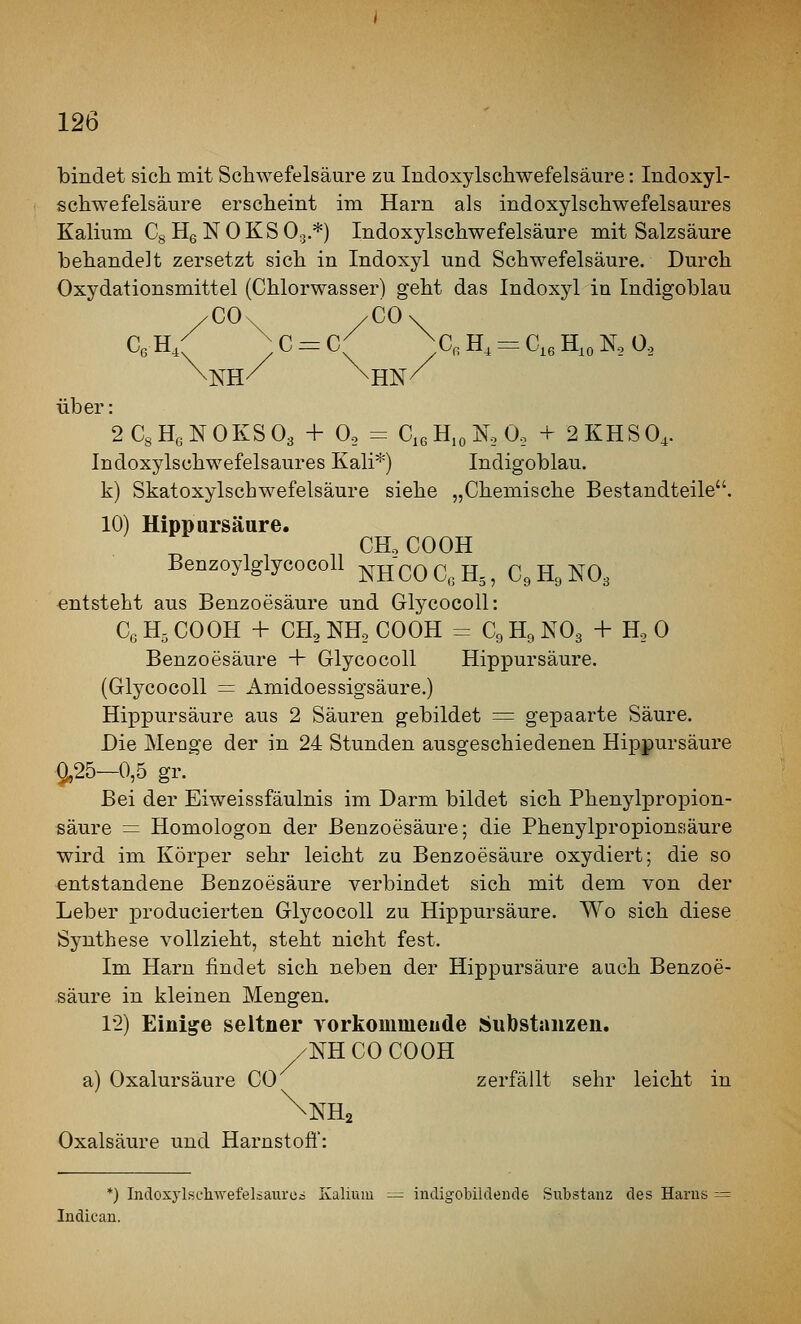 126
bindet sich mit Schwefelsäure zu Indoxylschwefelsäure: Indoxyl-
schwefelsäure erscheint im Harn als indoxylschwefelsaures
Kalium C₈ H₆ N O K S O₃.*) Indoxylschwefelsäure mit Salzsäure
behandelt zersetzt sich in Indoxyl und Schwefelsäure. Durch
Oxydationsmittel (Chlorwasser) geht das Indoxyl in Indigoblau
/CO\ /CO\
C₆ H₄ C = C C₆ H₄ = C₁₆ H₁₀ N₂ O₂
\NH/ \HN/
über:
2 C₈ H₆ N O K S O₃ + O₂ = C₁₆ H₁₀ N₂ O₂ + 2 K H S O₄.
Indoxylschwefelsaures Kali*) Indigoblau.
k) Skatoxylschwefelsäure siehe „Chemische Bestandteile“.
10) Hippursäure.
CH₂ COOH
Benzoylglycocoll NHCO C₆ H₅, C₉ H₉ NO₃
entsteht aus Benzoësäure und Glycocoll:
C₆ H₅ COOH + CH₂ NH₂ COOH = C₉ H₉ NO₃ + H₂ O
Benzoësäure + Glycocoll Hippursäure.
(Glycocoll = Amidoessigsäure.)
Hippursäure aus 2 Säuren gebildet = gepaarte Säure.
Die Menge der in 24 Stunden ausgeschiedenen Hippursäure
0,25—0,5 gr.
Bei der Eiweissfäulnis im Darm bildet sich Phenylpropion-
säure = Homologon der Benzoësäure; die Phenylpropionsäure
wird im Körper sehr leicht zu Benzoësäure oxydiert; die so
entstandene Benzoësäure verbindet sich mit dem von der
Leber producierten Glycocoll zu Hippursäure. Wo sich diese
Synthese vollzieht, steht nicht fest.
Im Harn findet sich neben der Hippursäure auch Benzoë-
säure in kleinen Mengen.
12) Einige seltner vorkommende Substanzen.
/NH CO COOH
a) Oxalursäure CO zerfällt sehr leicht in
\NH₂
Oxalsäure und Harnstoff:
*) Indoxylschwefelsaures Kalium = indigobildende Substanz des Harns =
Indican.